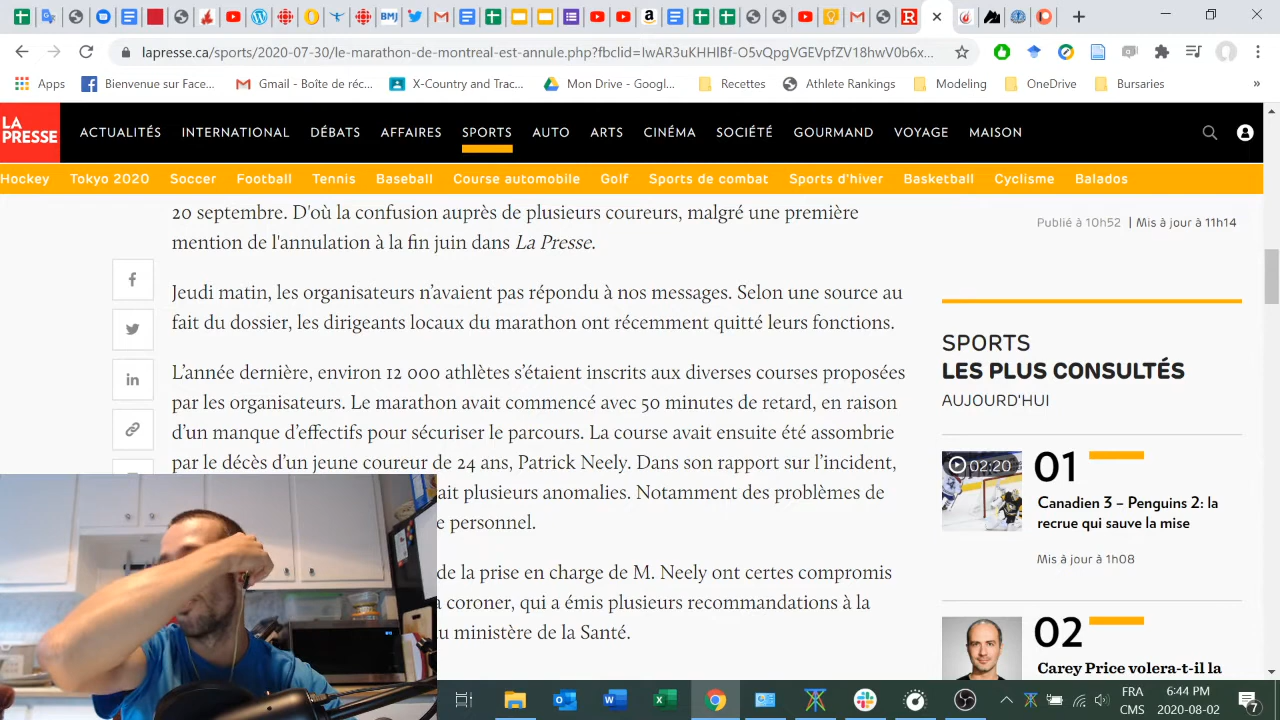 lapresse.ca/sports/2020-07-30/le-marathon-de-montreal-est-annule.php?fbclid=IwAR3uKHHlBf-O5vQpgVGEVpfZV18hwV0b6x...
Apps
Bienvenue sur Face...
Gmail - Boîte de réc...
X-Country and Trac...
Mon Drive - Googl...
Recettes
Athlete Rankings
Modeling
OneDrive
Bursaries
LA PRESSE
ACTUALITÉS INTERNATIONAL DÉBATS AFFAIRES SPORTS AUTO ARTS CINÉMA SOCIÉTÉ GOURMAND VOYAGE MAISON
Hockey Tokyo 2020 Soccer Football Tennis Baseball Course automobile Golf Sports de combat Sports d'hiver Basketball Cyclisme Balados
20 septembre. D'où la confusion auprès de plusieurs coureurs, malgré une première
mention de l'annulation à la fin juin dans La Presse.
Jeudi matin, les organisateurs n'avaient pas répondu à nos messages. Selon une source au
fait du dossier, les dirigeants locaux du marathon ont récemment quitté leurs fonctions.
L'année dernière, environ 12 000 athlètes s'étaient inscrits aux diverses courses proposées
par les organisateurs. Le marathon avait commencé avec 50 minutes de retard, en raison
d'un manque d'effectifs pour sécuriser le parcours. La course avait ensuite été assombrie
par le décès d'un jeune coureur de 24 ans, Patrick Neely. Dans son rapport sur l'incident,
ait plusieurs anomalies. Notamment des problèmes de
e personnel.
de la prise en charge de M. Neely ont certes compromis
coroner, qui a émis plusieurs recommandations à la
u ministère de la Santé.
Publié à 10h52 | Mis à jour à 11h14
SPORTS
LES PLUS CONSULTÉS
AUJOURD'HUI
02:20
01
Canadien 3 – Penguins 2: la
recrue qui sauve la mise
Mis à jour à 1h08
02
Carey Price volera-t-il la
FRA
CMS
6:44 PM
2020-08-02
7